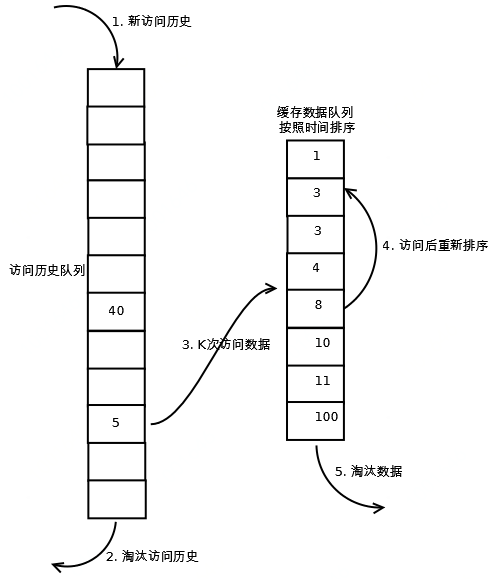 1. 新访问历史
缓存数据队列
按照时间排序
1
3
3
4. 访问后重新排序
访问历史队列
4
40
8
3. K次访问数据
10
11
5
100
5. 淘汰数据
2. 淘汰访问历史